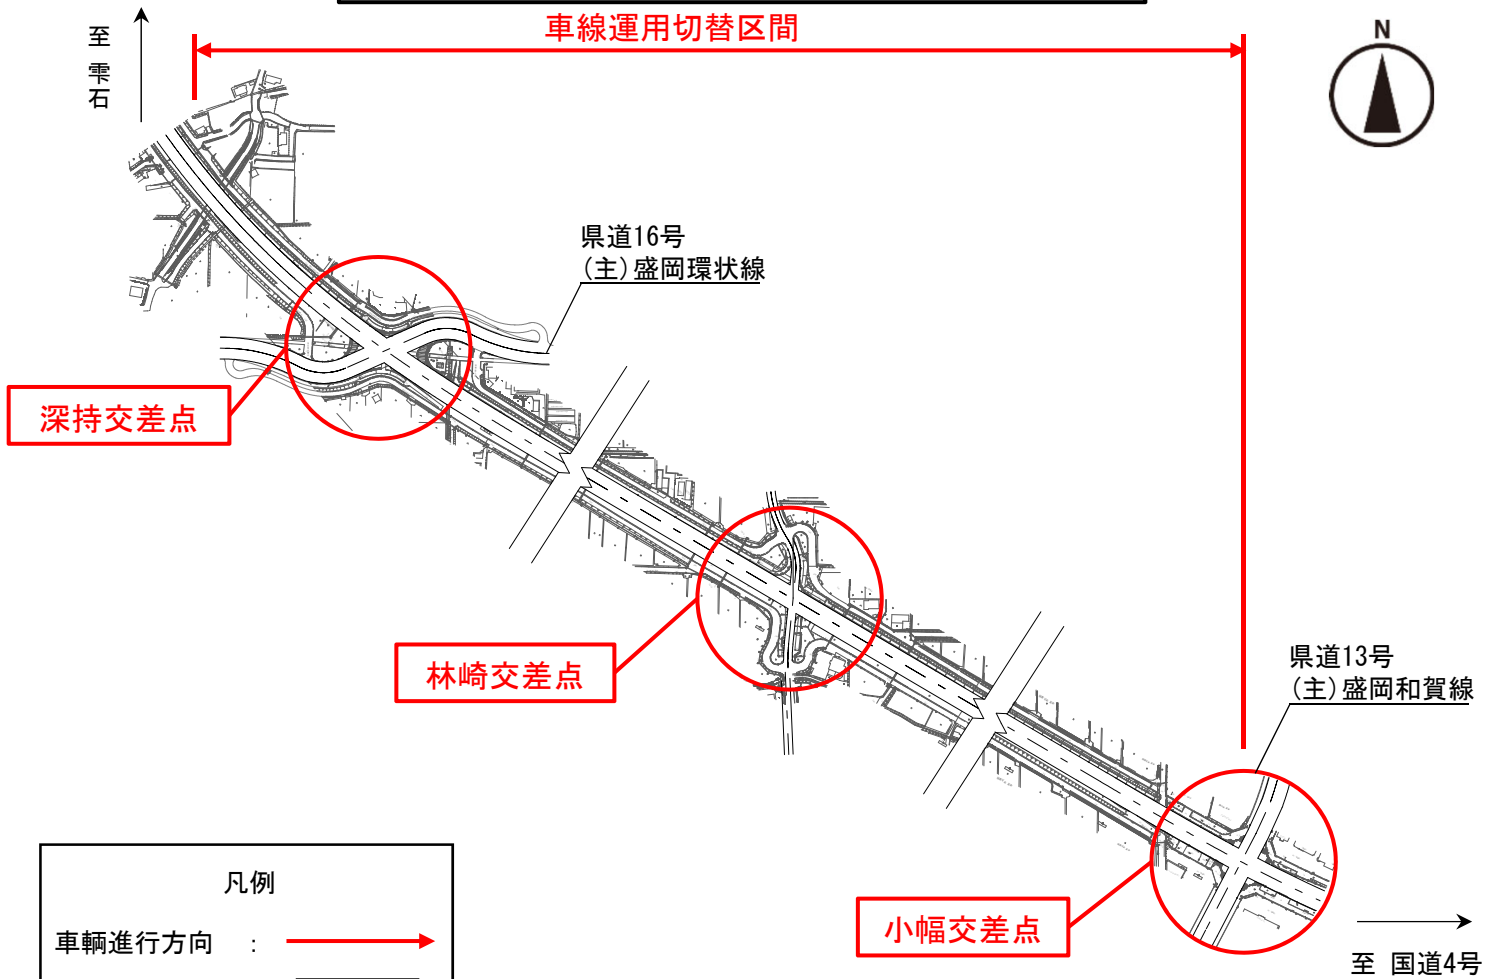 車線運用切替区間
至 雫石
N
県道16号
(主)盛岡環状線
深持交差点
林崎交差点
県道13号
(主)盛岡和賀線
小幅交差点
至 国道4号
凡例
車輌進行方向 :